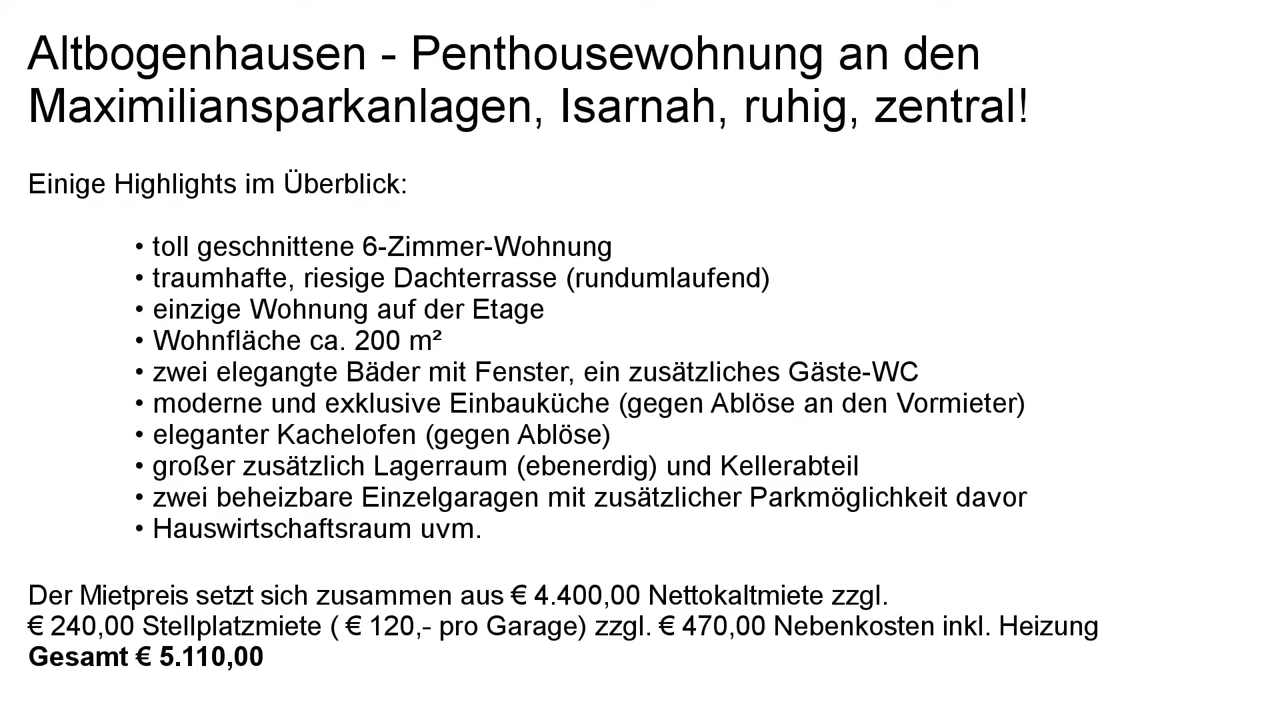 Altbogenhausen - Penthousewohnung an den
Maximiliansparkanlagen, Isarnah, ruhig, zentral!
Einige Highlights im Überblick:
• toll geschnittene 6-Zimmer-Wohnung
• traumhafte, riesige Dachterrasse (rundumlaufend)
• einzige Wohnung auf der Etage
• Wohnfläche ca. 200 m²
• zwei elegangte Bäder mit Fenster, ein zusätzliches Gäste-WC
• moderne und exklusive Einbauküche (gegen Ablöse an den Vormieter)
• eleganter Kachelofen (gegen Ablöse)
• großer zusätzlich Lagerraum (ebenerdig) und Kellerabteil
• zwei beheizbare Einzelgaragen mit zusätzlicher Parkmöglichkeit davor
• Hauswirtschaftsraum uvm.
Der Mietpreis setzt sich zusammen aus € 4.400,00 Nettokaltmiete zzgl.
€ 240,00 Stellplatzmiete ( € 120,- pro Garage) zzgl. € 470,00 Nebenkosten inkl. Heizung
Gesamt € 5.110,00